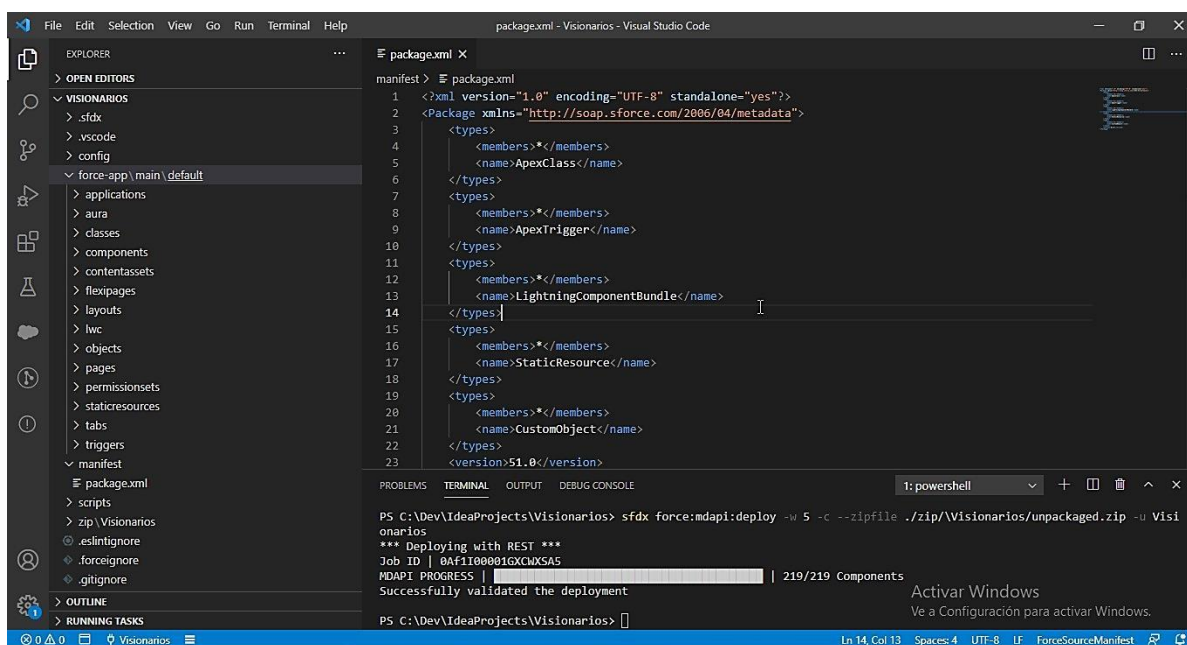 File Edit Selection View Go Run Terminal Help
package.xml - Visionarios - Visual Studio Code
EXPLORER
OPEN EDITORS
VISIONARIOS
.sfdx
.vscode
config
force-app\main\default
applications
aura
classes
components
contentassets
flexipages
layouts
lwc
objects
pages
permissionsets
staticresources
tabs
triggers
manifest
package.xml
scripts
zip\Visionarios
.eslintignore
.forceignore
.gitignore
OUTLINE
RUNNING TASKS
package.xml
manifest > package.xml
1 <?xml version="1.0" encoding="UTF-8" standalone="yes"?>
2 <Package xmlns="http://soap.sforce.com/2006/04/metadata">
3 <types>
4 <members>*</members>
5 <name>ApexClass</name>
6 </types>
7 <types>
8 <members>*</members>
9 <name>ApexTrigger</name>
10 </types>
11 <types>
12 <members>*</members>
13 <name>LightningComponentBundle</name>
14 </types>
15 <types>
16 <members>*</members>
17 <name>StaticResource</name>
18 </types>
19 <types>
20 <members>*</members>
21 <name>CustomObject</name>
22 </types>
23 <version>51.0</version>
PROBLEMS TERMINAL OUTPUT DEBUG CONSOLE 1: powershell
PS C:\Dev\IdeaProjects\Visionarios> sfdx force:mdapi:deploy -w 5 -c --zipfile ./zip/\Visionarios/unpackaged.zip -u Visi
onarios
*** Deploying with REST ***
Job ID | 0Af1I00001GXCWXSA5
MDAPI PROGRESS | | 219/219 Components
Successfully validated the deployment
PS C:\Dev\IdeaProjects\Visionarios>
Activar Windows
Ve a Configuración para activar Windows.
1
0 0 Visionarios
Ln 14, Col 13 Spaces: 4 UTF-8 LF ForceSourceManifest